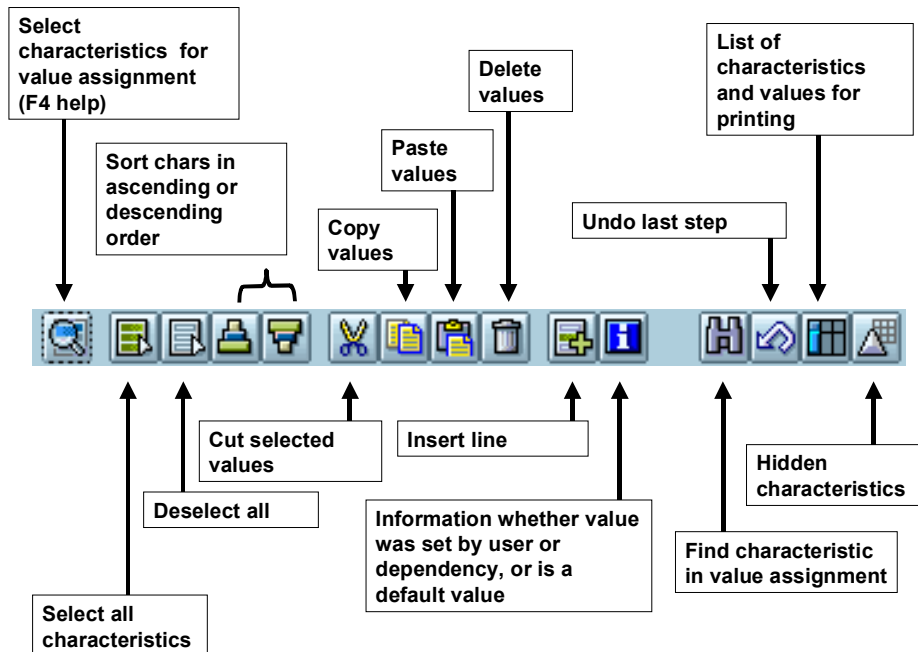 Select
characteristics for
value assignment
(F4 help)
Sort chars in
ascending or
descending
order
Copy
values
Paste
values
Delete
values
Undo last step
List of
characteristics
and values for
printing
Select all
characteristics
Deselect all
Cut selected
values
Insert line
Information whether value
was set by user or
dependency, or is a
default value
Find characteristic
in value assignment
Hidden
characteristics